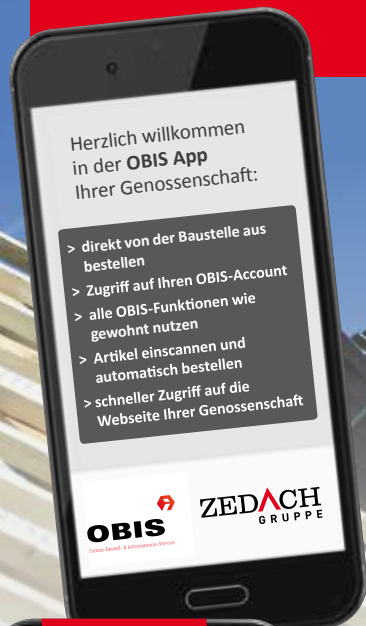 Herzlich willkommen
in der OBIS App
Ihrer Genossenschaft:
> direkt von der Baustelle aus
bestellen
> Zugriff auf Ihren OBIS-Account
> alle OBIS-Funktionen wie
gewohnt nutzen
> Artikel einscannen und
automatisch bestellen
> schneller Zugriff auf die
Webseite Ihrer Genossenschaft
OBIS
Online-Bestell- & Informations-Service
ZEDACH
GRUPPE